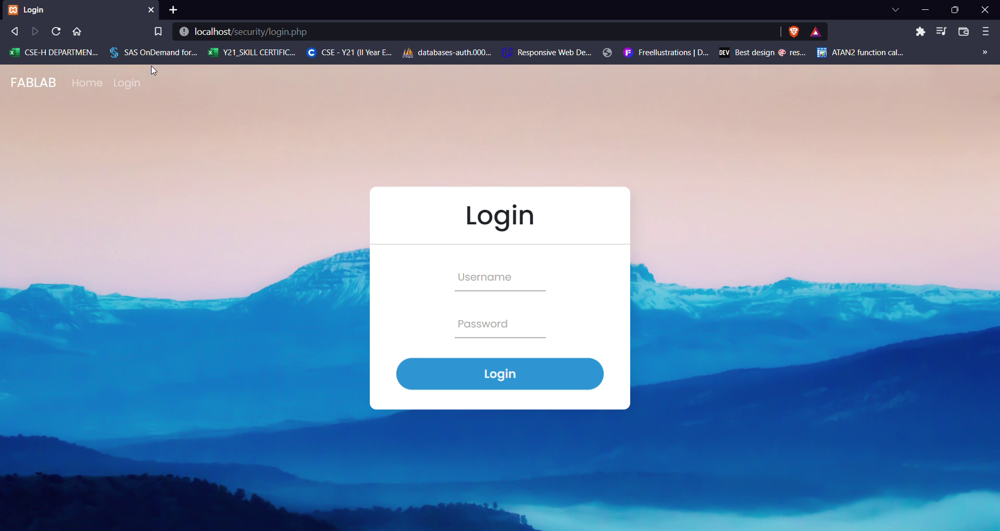 Login
localhost/security/login.php
CSE-H DEPARTMEN... SAS OnDemand for... Y21_SKILL CERTIFIC... CSE - Y21 (II Year E... databases-auth.000... Responsive Web De... Freellustrations | D... DEV Best design 🎨 res... ATAN2 function cal... »
FABLAB Home Login
Login
Username
Password
Login